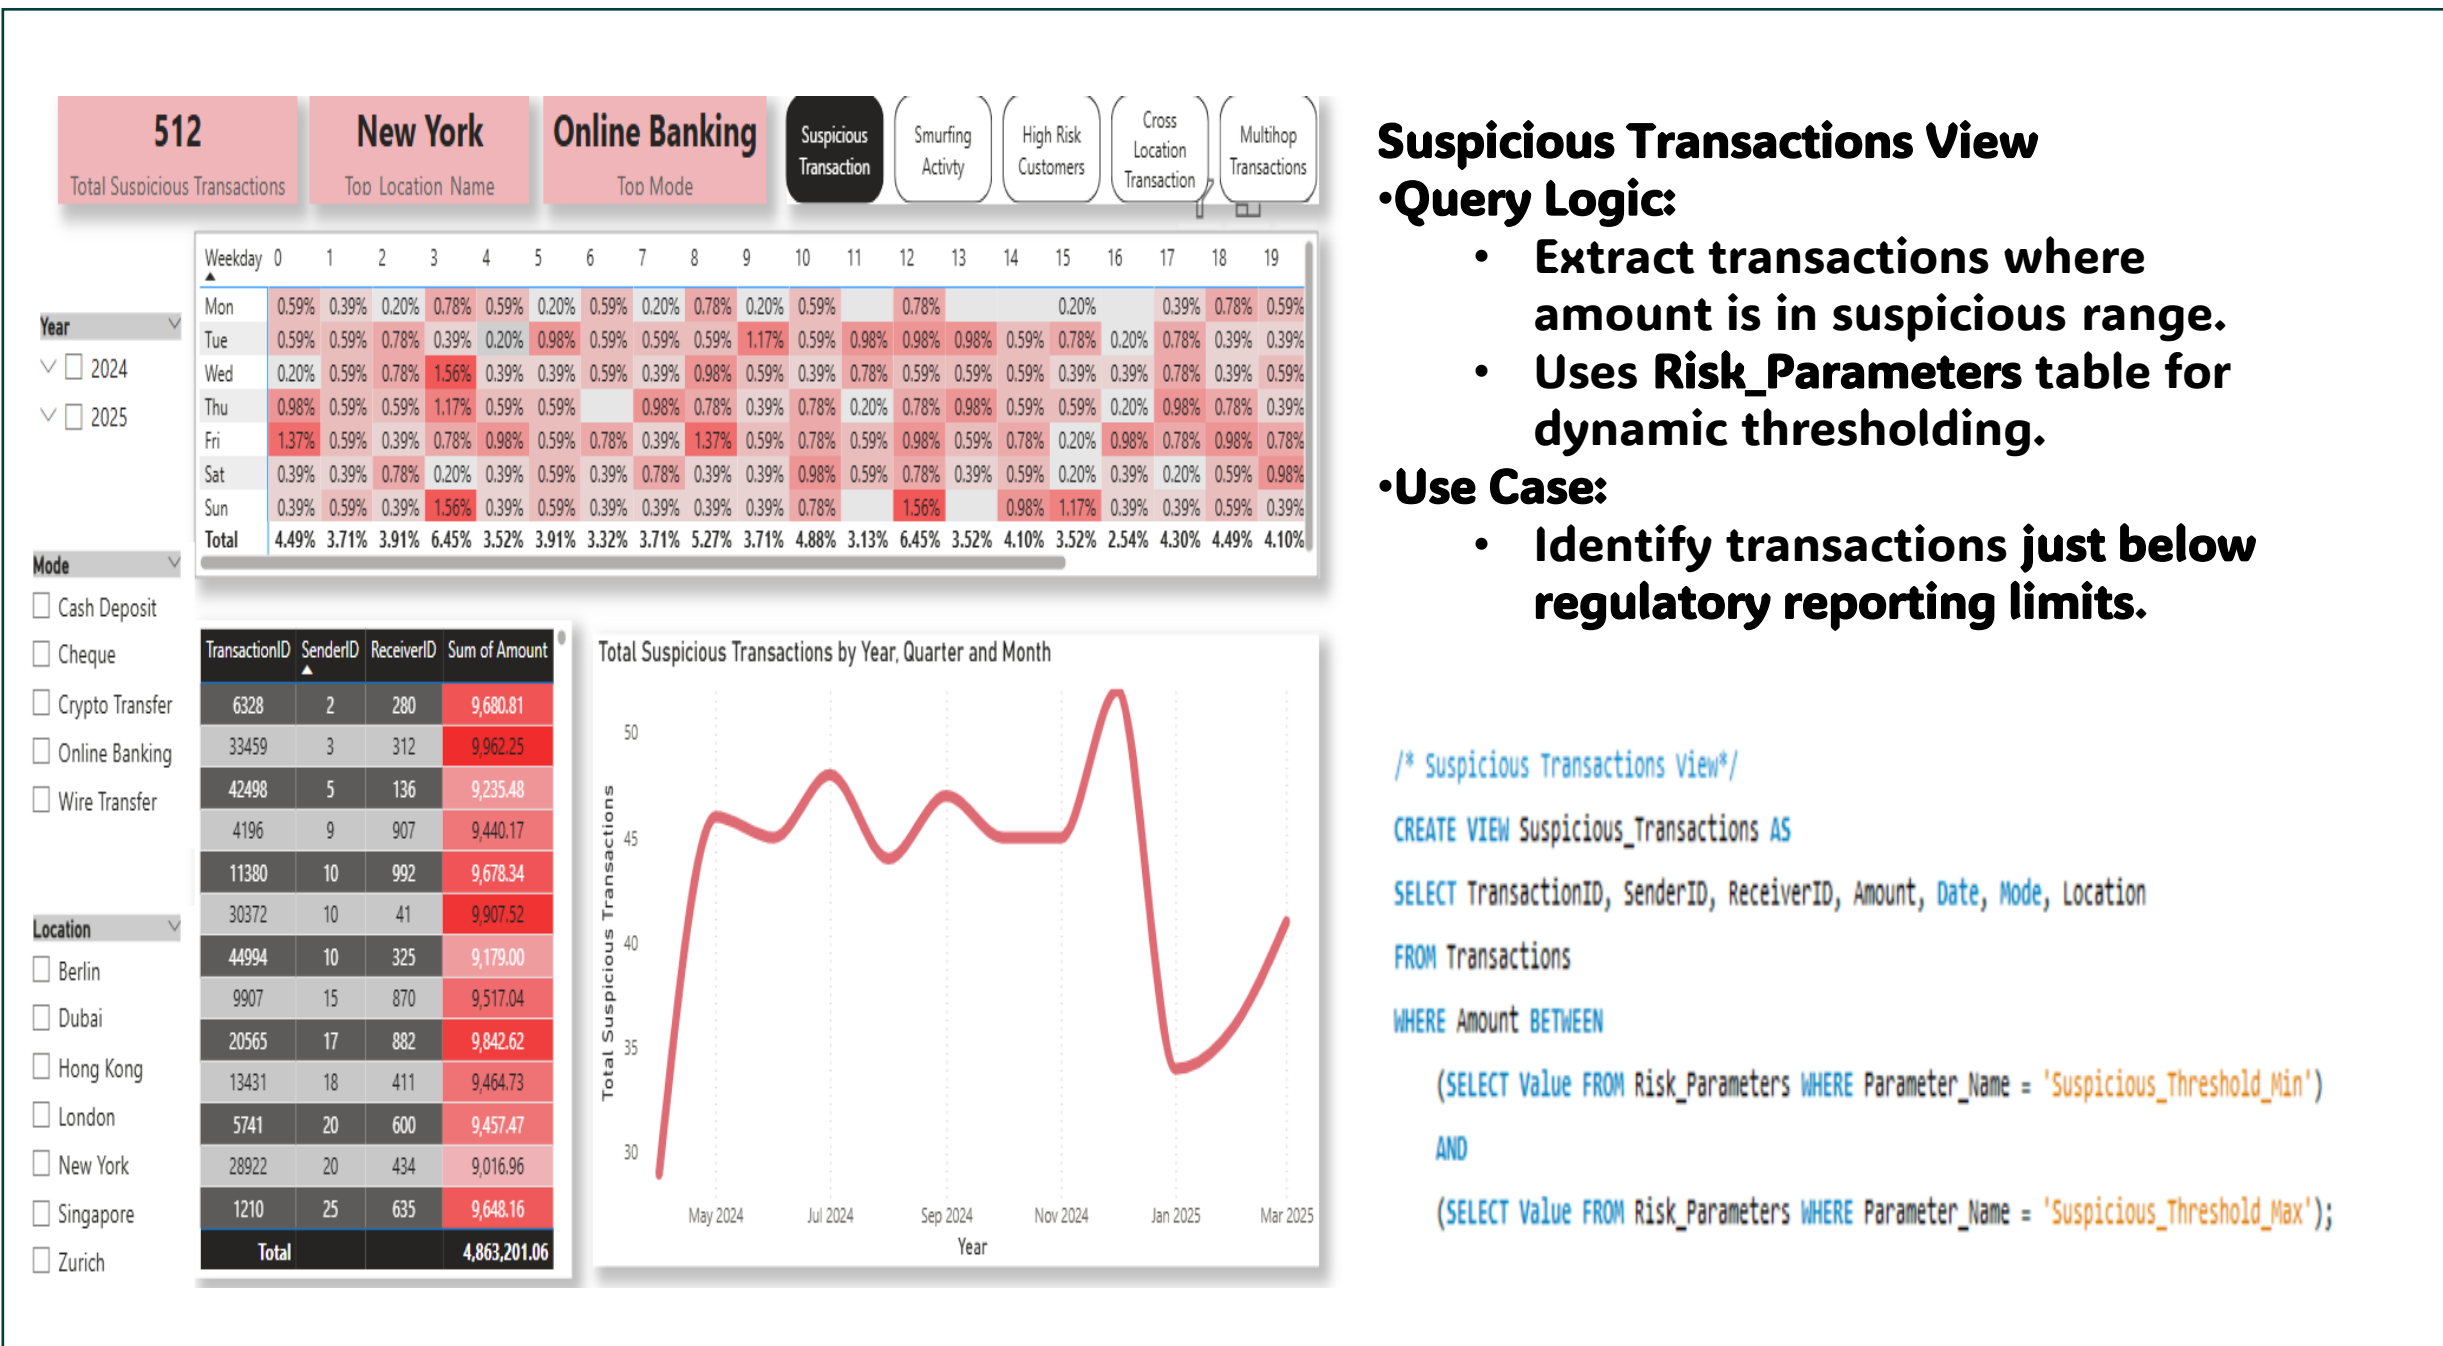 512
Total Suspicious Transactions
New York
Top Location Name
Online Banking
Top Mode
Suspicious
Transaction
Smurfing
Activty
High Risk
Customers
Cross
Location
Transaction
Multihop
Transactions
Year
2024
2025
Mode
Cash Deposit
Cheque
Crypto Transfer
Online Banking
Wire Transfer
Location
Berlin
Dubai
Hong Kong
London
New York
Singapore
Zurich
Weekday 0 1 2 3 4 5 6 7 8 9 10 11 12 13 14 15 16 17 18 19
Mon 0.59% 0.39% 0.20% 0.78% 0.59% 0.20% 0.59% 0.20% 0.78% 0.20% 0.59% 0.78% 0.20% 0.39% 0.78% 0.59%
Tue 0.59% 0.59% 0.78% 0.39% 0.20% 0.98% 0.59% 0.59% 0.59% 1.17% 0.59% 0.98% 0.98% 0.98% 0.59% 0.78% 0.20% 0.78% 0.39% 0.39%
Wed 0.20% 0.59% 0.78% 1.56% 0.39% 0.39% 0.59% 0.39% 0.98% 0.59% 0.39% 0.78% 0.59% 0.59% 0.59% 0.39% 0.39% 0.78% 0.39% 0.59%
Thu 0.98% 0.59% 0.59% 1.17% 0.59% 0.59% 0.98% 0.78% 0.39% 0.78% 0.20% 0.78% 0.98% 0.59% 0.59% 0.20% 0.98% 0.78% 0.39%
Fri 1.37% 0.59% 0.39% 0.78% 0.98% 0.59% 0.78% 0.39% 1.37% 0.59% 0.78% 0.59% 0.98% 0.59% 0.78% 0.20% 0.98% 0.78% 0.98% 0.78%
Sat 0.39% 0.39% 0.78% 0.20% 0.39% 0.59% 0.39% 0.78% 0.39% 0.39% 0.98% 0.59% 0.78% 0.39% 0.59% 0.20% 0.39% 0.20% 0.59% 0.98%
Sun 0.39% 0.59% 0.39% 1.56% 0.39% 0.59% 0.39% 0.39% 0.39% 0.39% 0.78% 1.56% 0.98% 1.17% 0.39% 0.39% 0.59% 0.39%
Total 4.49% 3.71% 3.91% 6.45% 3.52% 3.91% 3.32% 3.71% 5.27% 3.71% 4.88% 3.13% 6.45% 3.52% 4.10% 3.52% 2.54% 4.30% 4.49% 4.10%
TransactionID SenderID ReceiverID Sum of Amount
6328 2 280 9,680.81
33459 3 312 9,962.25
42498 5 136 9,235.48
4196 9 907 9,440.17
11380 10 992 9,678.34
30372 10 41 9,907.52
44994 10 325 9,179.00
9907 15 870 9,517.04
20565 17 882 9,842.62
13431 18 411 9,464.73
5741 20 600 9,457.47
28922 20 434 9,016.96
1210 25 635 9,648.16
Total 4,863,201.06
Total Suspicious Transactions by Year, Quarter and Month
Total Suspicious Transactions
50
45
40
35
30
May 2024 Jul 2024 Sep 2024 Nov 2024 Jan 2025 Mar 2025
Year
Suspicious Transactions View
•Query Logic:
• Extract transactions where
amount is in suspicious range.
• Uses Risk_Parameters table for
dynamic thresholding.
•Use Case:
• Identify transactions just below
regulatory reporting limits.
/* Suspicious Transactions View*/
CREATE VIEW Suspicious_Transactions AS
SELECT TransactionID, SenderID, ReceiverID, Amount, Date, Mode, Location
FROM Transactions
WHERE Amount BETWEEN
(SELECT Value FROM Risk_Parameters WHERE Parameter_Name = 'Suspicious_Threshold_Min')
AND
(SELECT Value FROM Risk_Parameters WHERE Parameter_Name = 'Suspicious_Threshold_Max');